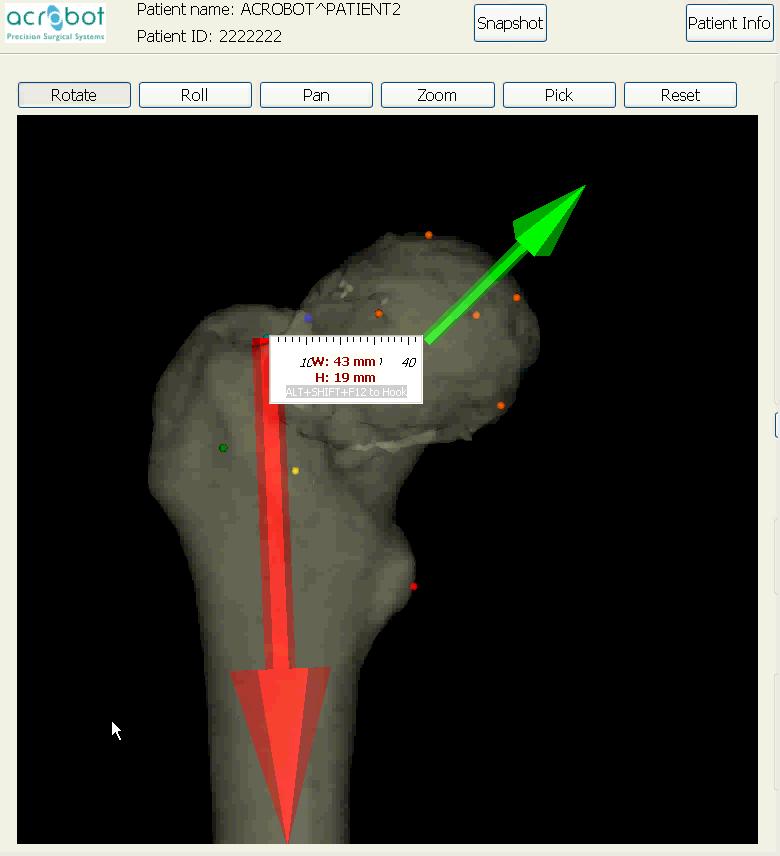 acrobot
Precision Surgical Systems
Patient name: ACROBOT^PATIENT2
Patient ID: 2222222
Snapshot
Patient Info
Rotate
Roll
Pan
Zoom
Pick
Reset
W: 43 mm
40
H: 19 mm
ALT+SHIFT+F12 to Hook